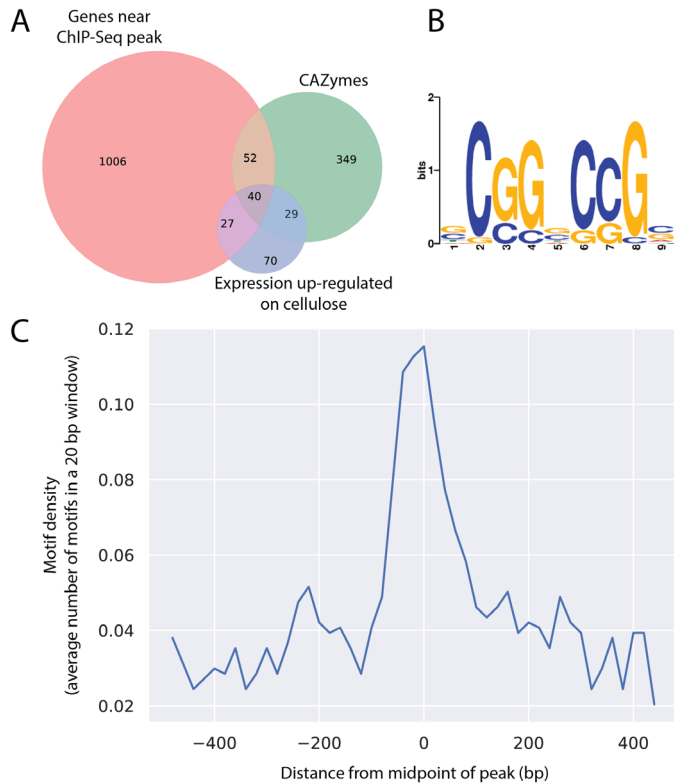 A
Genes near
ChIP-Seq peak
CAZymes
1006
52
349
40
27
29
70
Expression up-regulated
on cellulose
B
2
1
0
bits
CGG CCG
1 2 3 4 5 6 7 8 9
C
0.12
0.10
0.08
0.06
0.04
0.02
Motif density
(average number of motifs in a 20 bp window)
−400 −200 0 200 400
Distance from midpoint of peak (bp)